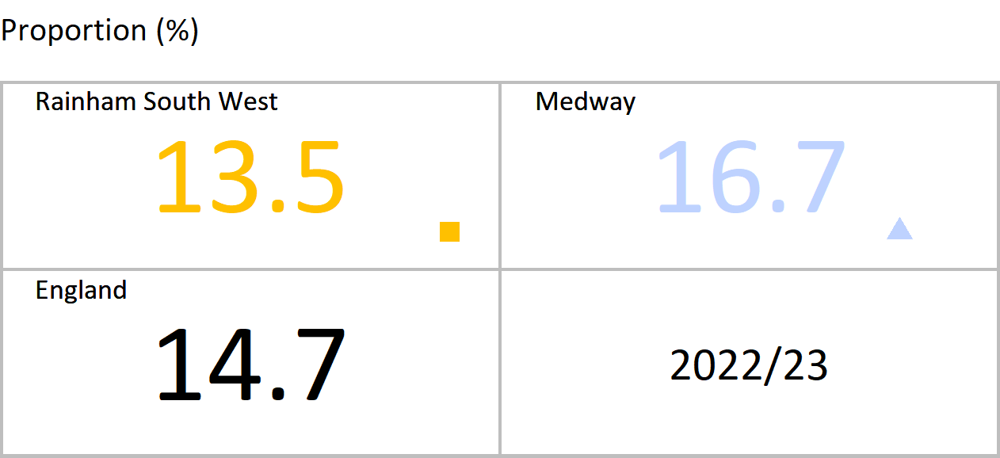 Proportion (%)
Rainham South West
13.5
Medway
16.7
England
14.7
2022/23